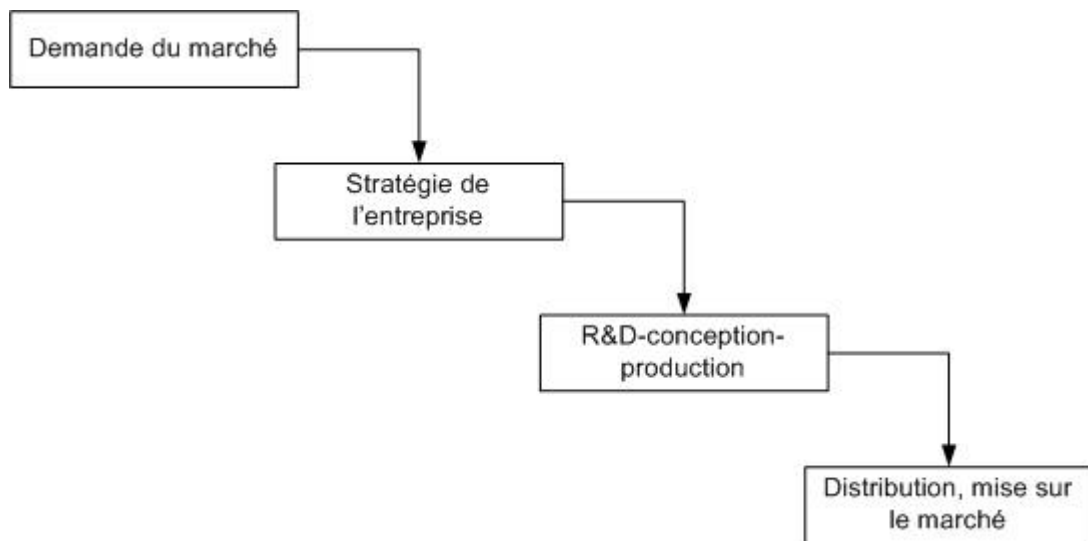 Demande du marché
Stratégie de
l'entreprise
R&D-conception-
production
Distribution, mise sur
le marché